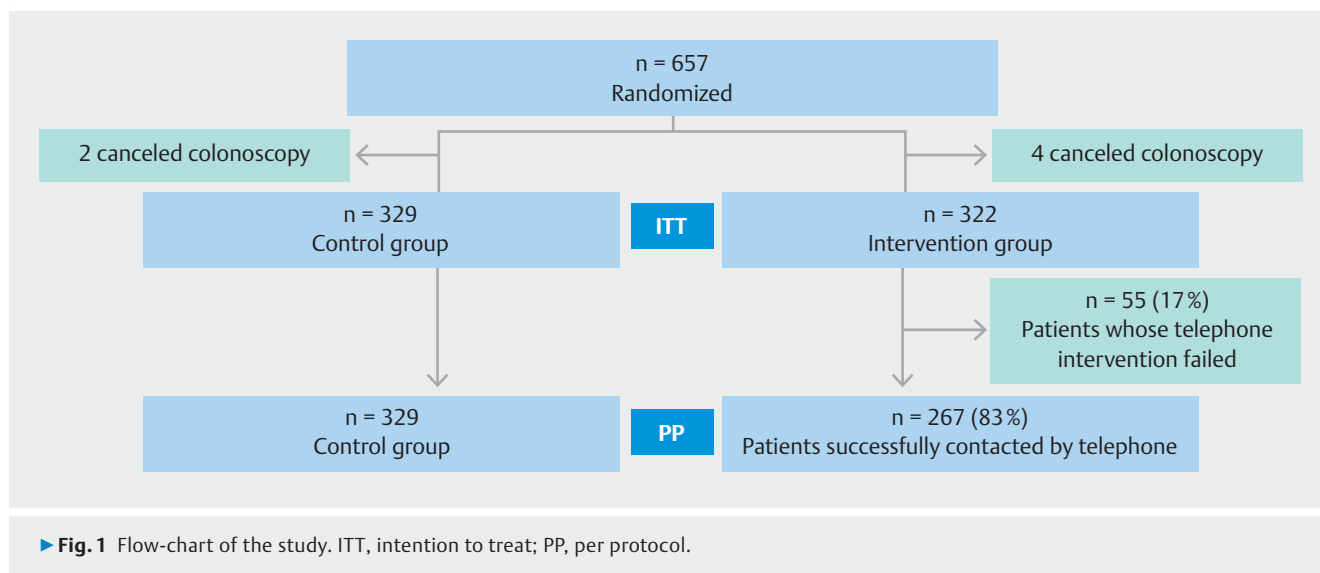 n = 657
Randomized
2 canceled colonoscopy
4 canceled colonoscopy
n = 329
Control group
ITT
n = 322
Intervention group
n = 55 (17 %)
Patients whose telephone
intervention failed
n = 329
Control group
PP
n = 267 (83 %)
Patients successfully contacted by telephone
▶ Fig. 1 Flow-chart of the study. ITT, intention to treat; PP, per protocol.